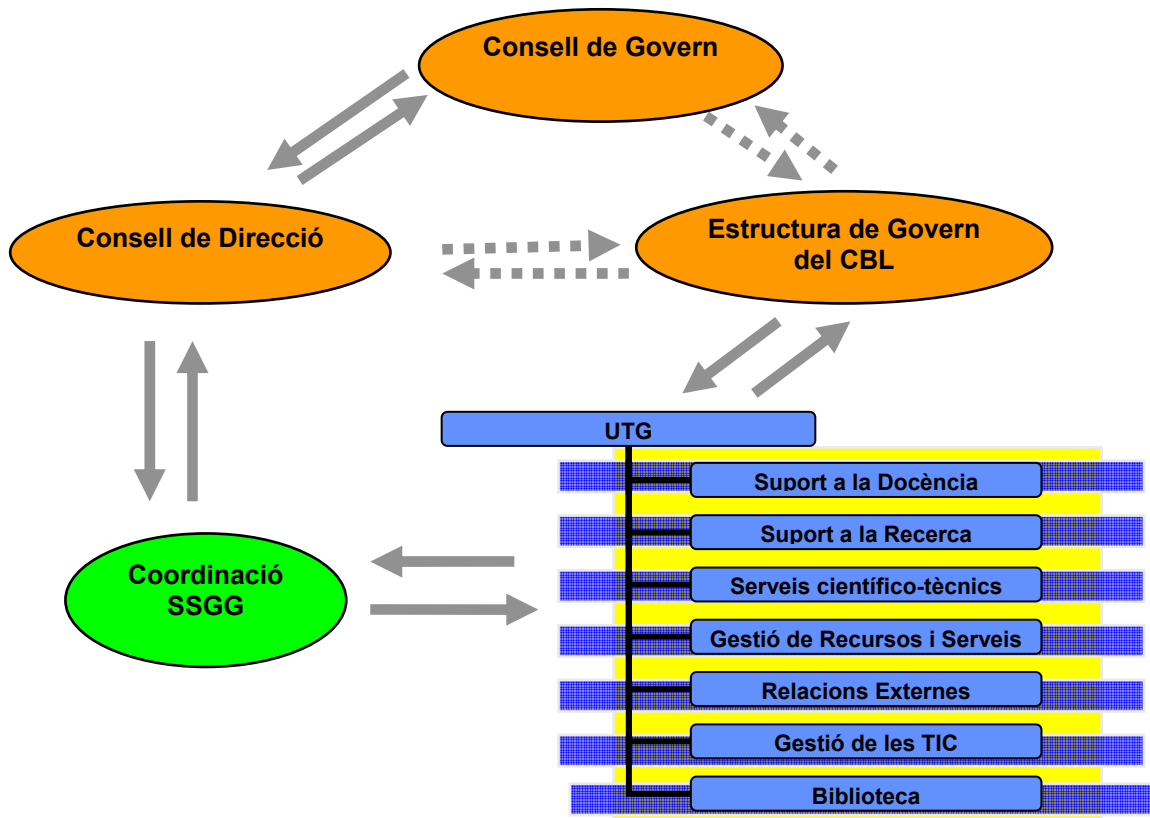 Consell de Govern
Consell de Direcció
Estructura de Govern
del CBL
UTG
Suport a la Docència
Suport a la Recerca
Coordinació
SSGG
Serveis científico-tècnics
Gestió de Recursos i Serveis
Relacions Externes
Gestió de les TIC
Biblioteca